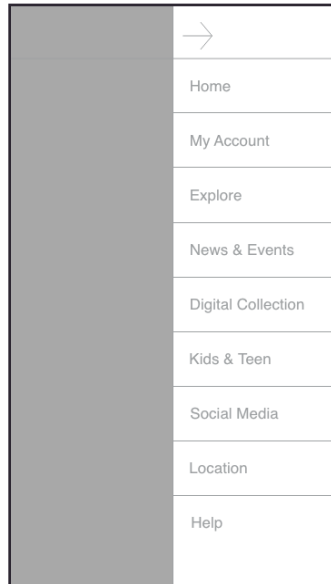 Home
My Account
Explore
News & Events
Digital Collection
Kids & Teen
Social Media
Location
Help